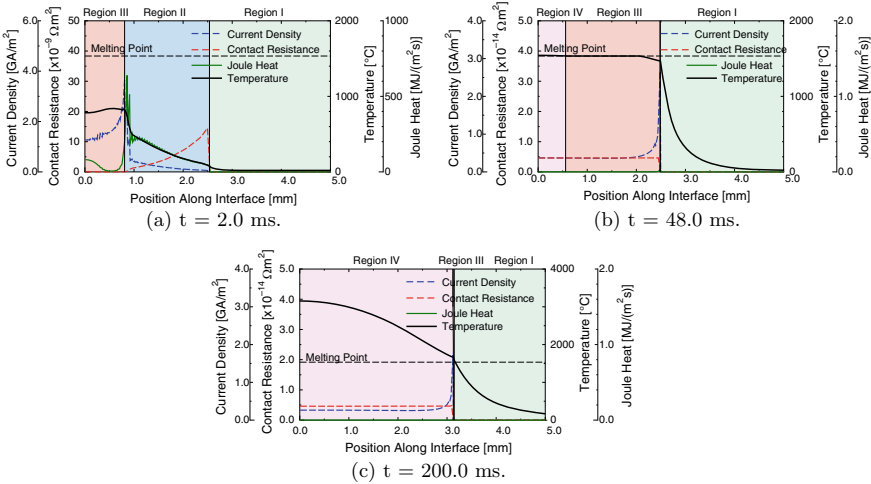 Region III Region II Region I
Current Density [GA/m²]
6.0
4.0
2.0
0.0
Contact Resistance [x10⁻⁹ Ωm²]
50
40
30
20
10
0
Melting Point
Current Density
Contact Resistance
Joule Heat
Temperature
2000
1000
0
Temperature [°C]
1000
500
0
Joule Heat [MJ/(m²s)]
0.0 1.0 2.0 3.0 4.0 5.0
Position Along Interface [mm]
(a) t = 2.0 ms.
Region IV Region III Region I
Current Density [GA/m²]
4.0
3.0
2.0
1.0
0.0
Contact Resistance [x10⁻¹⁴ Ωm²]
5.0
4.0
3.0
2.0
1.0
0.0
Melting Point
Current Density
Contact Resistance
Joule Heat
Temperature
2000
1000
0
Temperature [°C]
2.0
1.0
0.0
Joule Heat [MJ/(m²s)]
0.0 1.0 2.0 3.0 4.0 5.0
Position Along Interface [mm]
(b) t = 48.0 ms.
Region IV Region III Region I
Current Density [GA/m²]
4.0
3.0
2.0
1.0
0.0
Contact Resistance [x10⁻¹⁴ Ωm²]
5.0
4.0
3.0
2.0
1.0
0.0
Melting Point
Current Density
Contact Resistance
Joule Heat
Temperature
4000
2000
0
Temperature [°C]
2.0
1.0
0.0
Joule Heat [MJ/(m²s)]
0.0 1.0 2.0 3.0 4.0 5.0
Position Along Interface [mm]
(c) t = 200.0 ms.